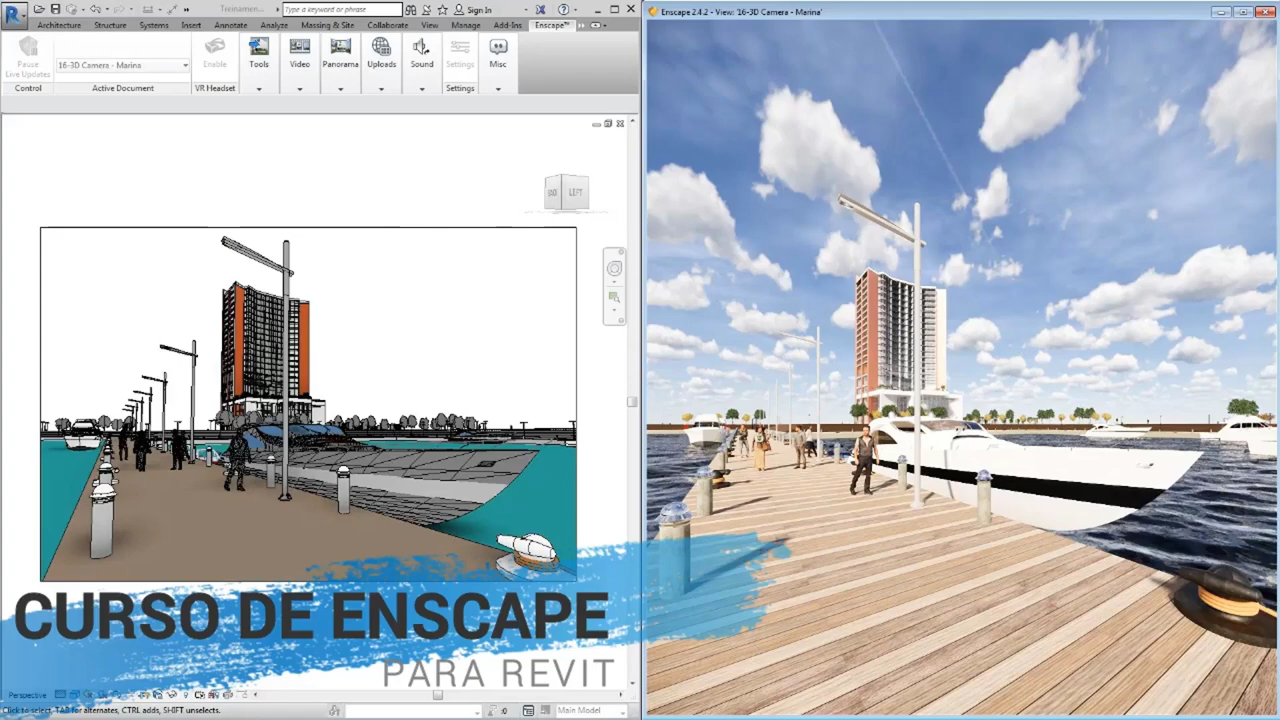 Treinamen...
Type a keyword or phrase
Sign In
Architecture
Structure
Systems
Insert
Annotate
Analyze
Massing & Site
Collaborate
View
Manage
Add-Ins
Enscape™
Pause
Live Updates
16-3D Camera - Marina
Enable
Tools
Video
Panorama
Uploads
Sound
Settings
Misc
Control
Active Document
VR Headset
Settings
LEFT
Enscape 2.4.2 - View: '16-3D Camera - Marina'
CURSO DE ENSCAPE
PARA REVIT
Perspective
Click to select, TAB for alternates, CTRL adds, SHIFT unselects.
:0
Main Model